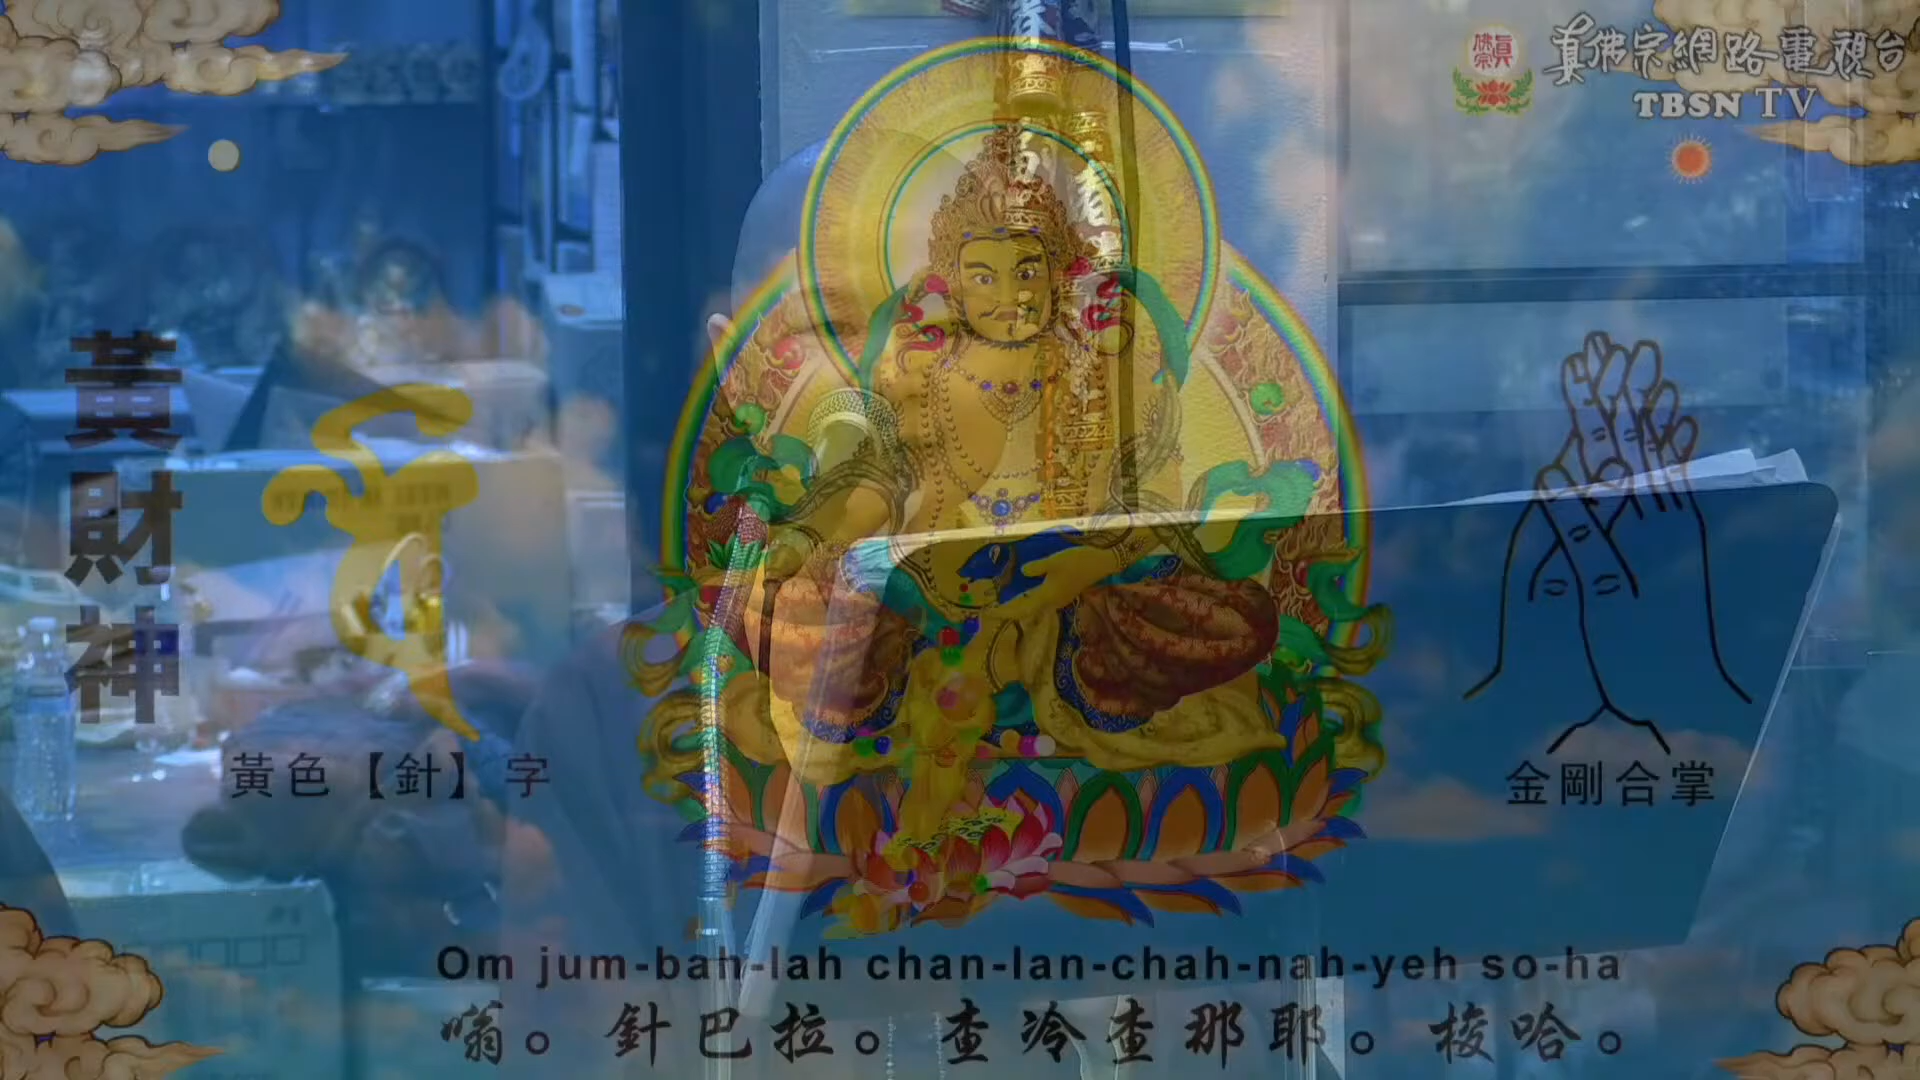 真佛宗網路電視台
TBSN TV
黃財神
黃色【針】字
金剛合掌
Om jum-bah-lah chan-lan-chah-nah-yeh so-ha
嗡。針巴拉。查冷查那耶。梭哈。